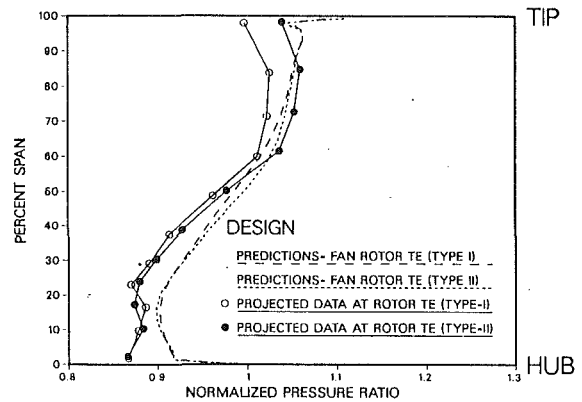 100
90
80
70
60
50
40
30
20
10
0
PERCENT SPAN
TIP
HUB
DESIGN
PREDICTIONS- FAN ROTOR TE (TYPE I)
PREDICTIONS- FAN ROTOR TE (TYPE II)
PROJECTED DATA AT ROTOR TE (TYPE-I)
PROJECTED DATA AT ROTOR TE (TYPE-II)
0.8 0.9 1 1.1 1.2 1.3
NORMALIZED PRESSURE RATIO